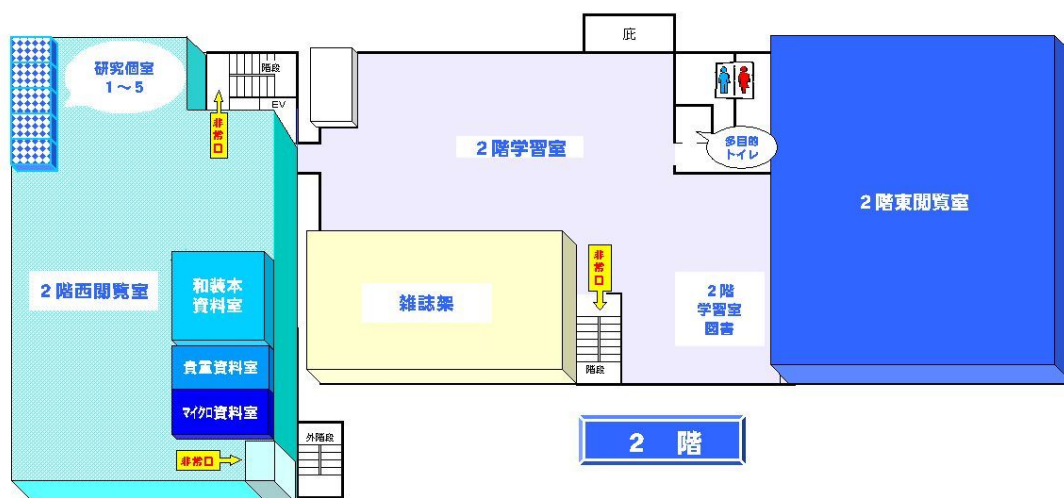 庇
研究個室
1～5
階段
EV
非常口
2階学習室
多目的
トイレ
2階東閲覧室
2階西閲覧室
和装本
資料室
雑誌架
非常口
2階
学習室
図書
貴重資料室
階段
マイクロ資料室
外階段
非常口
2 階